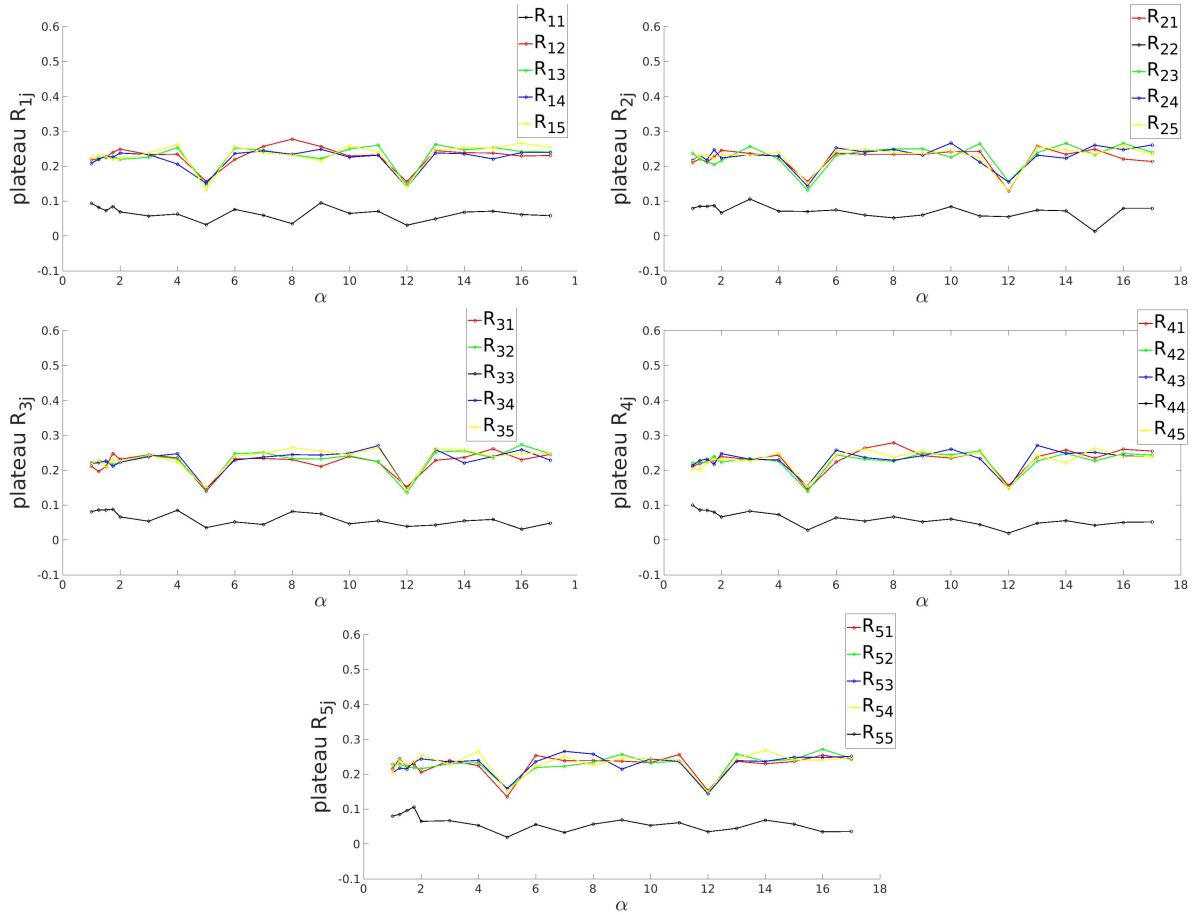 0.6
0.5
0.4
0.3
0.2
0.1
0
-0.1
0 2 4 6 8 10 12 14 16 1
plateau R1j
α
R11
R12
R13
R14
R15
0.6
0.5
0.4
0.3
0.2
0.1
0
-0.1
0 2 4 6 8 10 12 14 16 18
plateau R2j
α
R21
R22
R23
R24
R25
0.6
0.5
0.4
0.3
0.2
0.1
0
-0.1
0 2 4 6 8 10 12 14 16 1
plateau R3j
α
R31
R32
R33
R34
R35
0.6
0.5
0.4
0.3
0.2
0.1
0
-0.1
0 2 4 6 8 10 12 14 16 18
plateau R4j
α
R41
R42
R43
R44
R45
0.6
0.5
0.4
0.3
0.2
0.1
0
-0.1
0 2 4 6 8 10 12 14 16 18
plateau R5j
α
R51
R52
R53
R54
R55